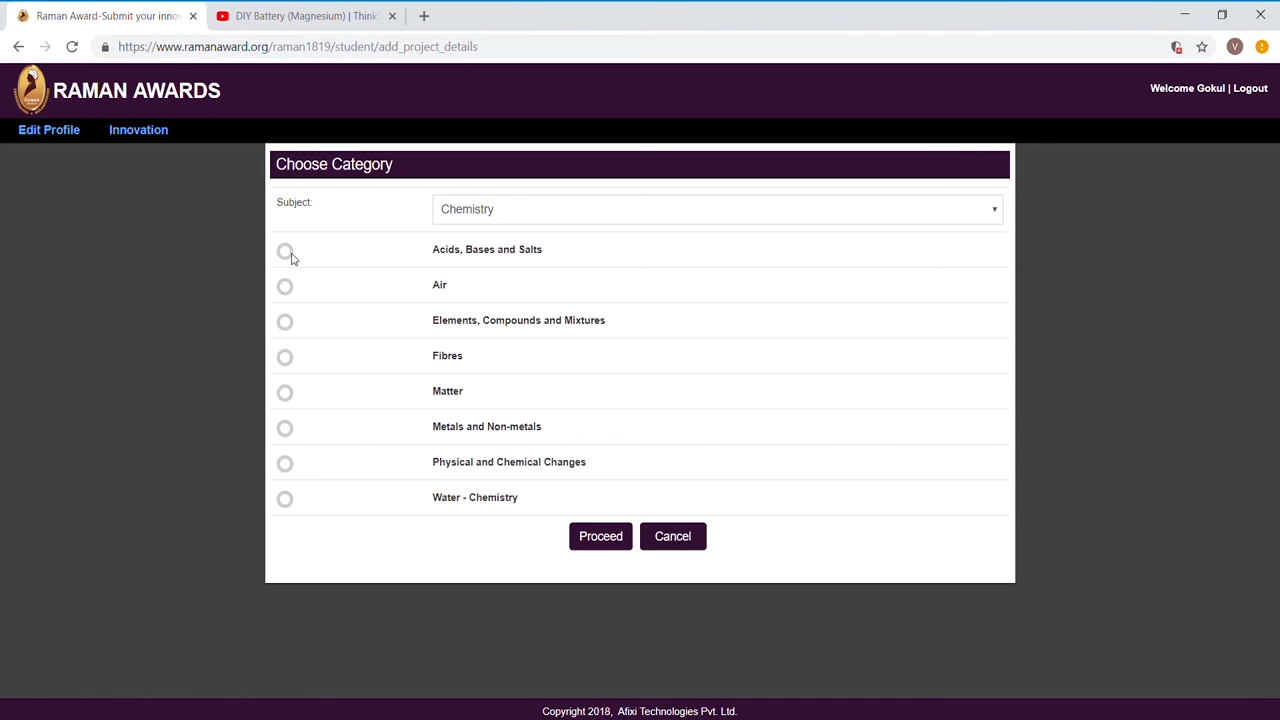 Raman Award-Submit your inno
DIY Battery (Magnesium) | Think
https://www.ramanaward.org/raman1819/student/add_project_details
V
RAMAN AWARDS
Welcome Gokul | Logout
Edit Profile Innovation
Choose Category
Subject: Chemistry
Acids, Bases and Salts
Air
Elements, Compounds and Mixtures
Fibres
Matter
Metals and Non-metals
Physical and Chemical Changes
Water - Chemistry
Proceed Cancel
Copyright 2018, Afixi Technologies Pvt. Ltd.